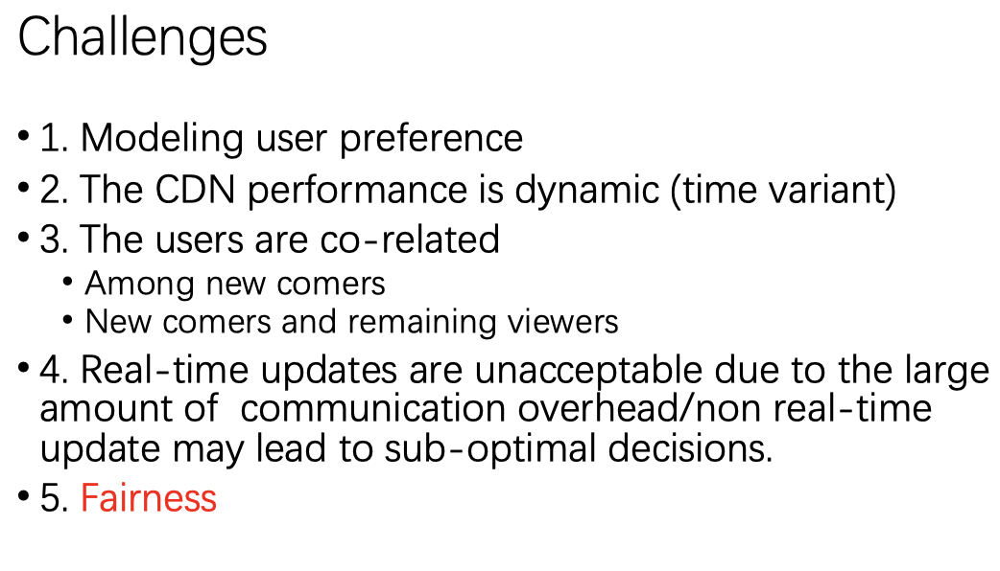 Challenges
• 1. Modeling user preference
• 2. The CDN performance is dynamic (time variant)
• 3. The users are co-related
• Among new comers
• New comers and remaining viewers
• 4. Real-time updates are unacceptable due to the large
amount of  communication overhead/non real-time
update may lead to sub-optimal decisions.
• 5. Fairness